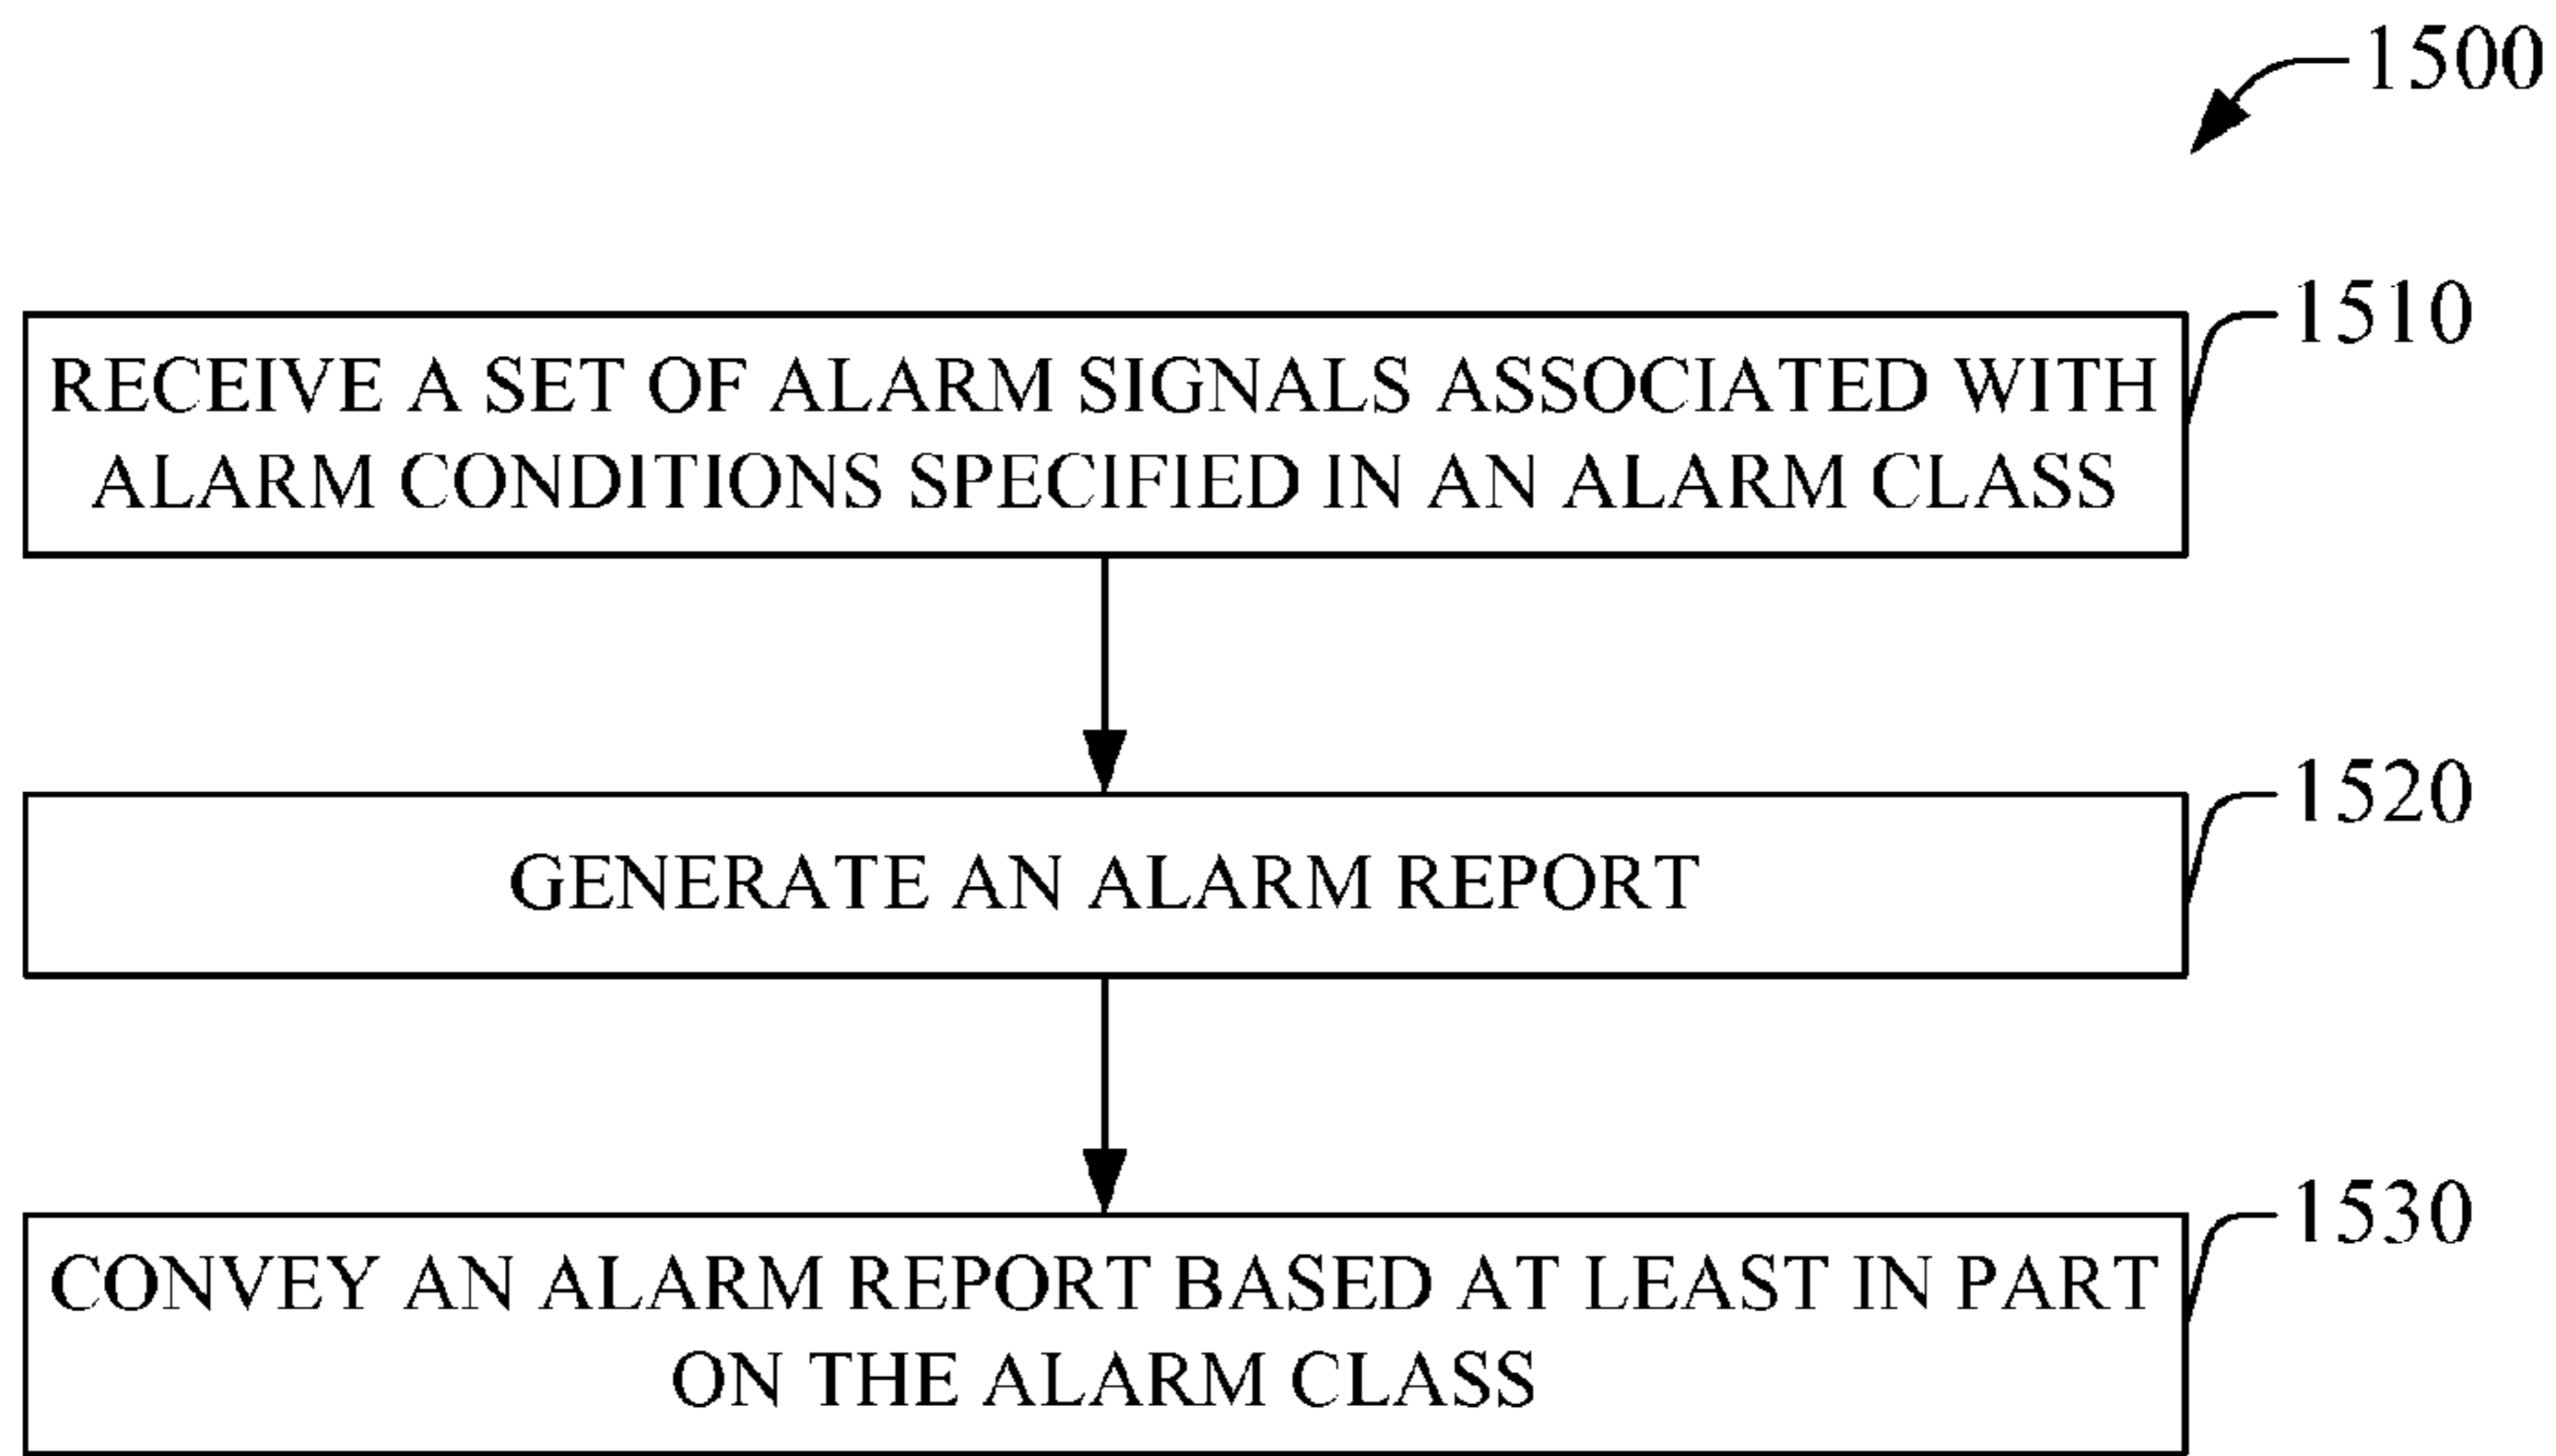 1500
1510
RECEIVE A SET OF ALARM SIGNALS ASSOCIATED WITH
ALARM CONDITIONS SPECIFIED IN AN ALARM CLASS
1520
GENERATE AN ALARM REPORT
1530
CONVEY AN ALARM REPORT BASED AT LEAST IN PART
ON THE ALARM CLASS